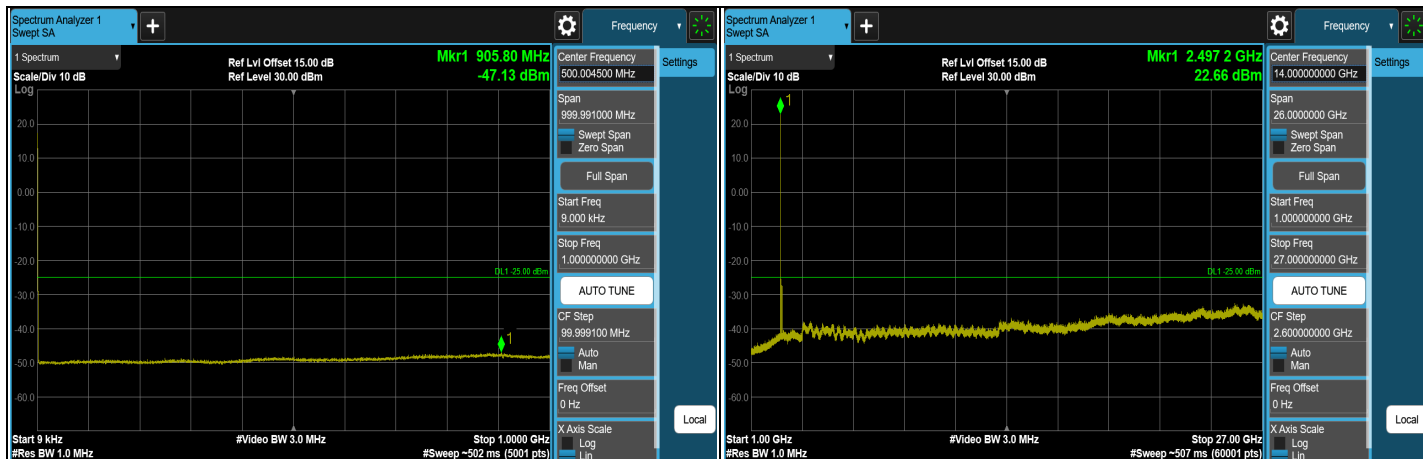 Spectrum Analyzer 1
Swept SA
+
Frequency
1 Spectrum
Scale/Div 10 dB
Log
Ref Lvl Offset 15.00 dB
Ref Level 30.00 dBm
Mkr1 905.80 MHz
-47.13 dBm
20.0
10.0
0.00
-10.0
-20.0
-30.0
-40.0
-50.0
-60.0
DL1 -25.00 dBm
1
Start 9 kHz
#Res BW 1.0 MHz
#Video BW 3.0 MHz
Stop 1.0000 GHz
#Sweep ~502 ms (5001 pts)
Center Frequency
500.004500 MHz
Span
999.991000 MHz
Swept Span
Zero Span
Full Span
Start Freq
9.000 kHz
Stop Freq
1.000000000 GHz
AUTO TUNE
CF Step
99.999100 MHz
Auto
Man
Freq Offset
0 Hz
X Axis Scale
Log
Lin
Settings
Local
Spectrum Analyzer 1
Swept SA
+
Frequency
1 Spectrum
Scale/Div 10 dB
Log
Ref Lvl Offset 15.00 dB
Ref Level 30.00 dBm
Mkr1 2.497 2 GHz
22.66 dBm
1
20.0
10.0
0.00
-10.0
-20.0
-30.0
-40.0
-50.0
-60.0
DL1 -25.00 dBm
Start 1.00 GHz
#Res BW 1.0 MHz
#Video BW 3.0 MHz
Stop 27.00 GHz
#Sweep ~507 ms (60001 pts)
Center Frequency
14.00000000 GHz
Span
26.0000000 GHz
Swept Span
Zero Span
Full Span
Start Freq
1.000000000 GHz
Stop Freq
27.00000000 GHz
AUTO TUNE
CF Step
2.600000000 GHz
Auto
Man
Freq Offset
0 Hz
X Axis Scale
Log
Lin
Settings
Local